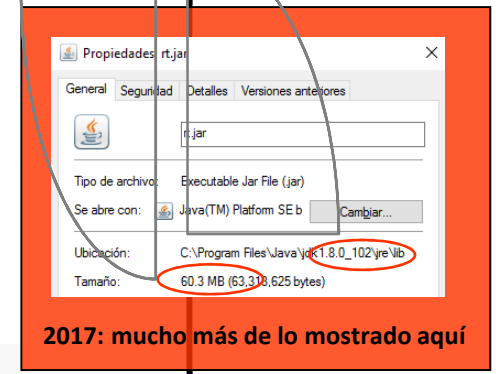 Propiedades: rt.jar
General Seguridad Detalles Versiones anteriores
rt.jar
Tipo de archivo: Executable Jar File (.jar)
Se abre con: Java(TM) Platform SE b Cambiar...
Ubicación: C:\Program Files\Java\jdk1.8.0_102\jre\lib
Tamaño: 60.3 MB (63,313,625 bytes)
2017: mucho más de lo mostrado aquí